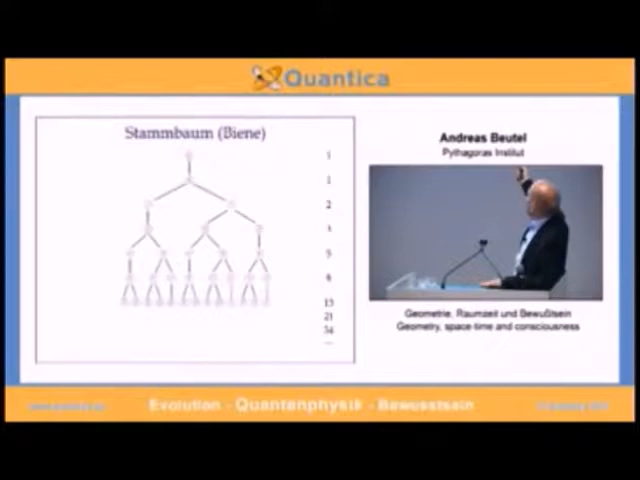 Quantica
Stammbaum (Biene)
1
1
2
5
8
13
21
34
...
Andreas Beutel
Pythagoras Institut
Geometrie, Raumzeit und Bewußtsein
Geometry, space-time and consciousness
Evolution - Quantenphysik - Bewusstsein